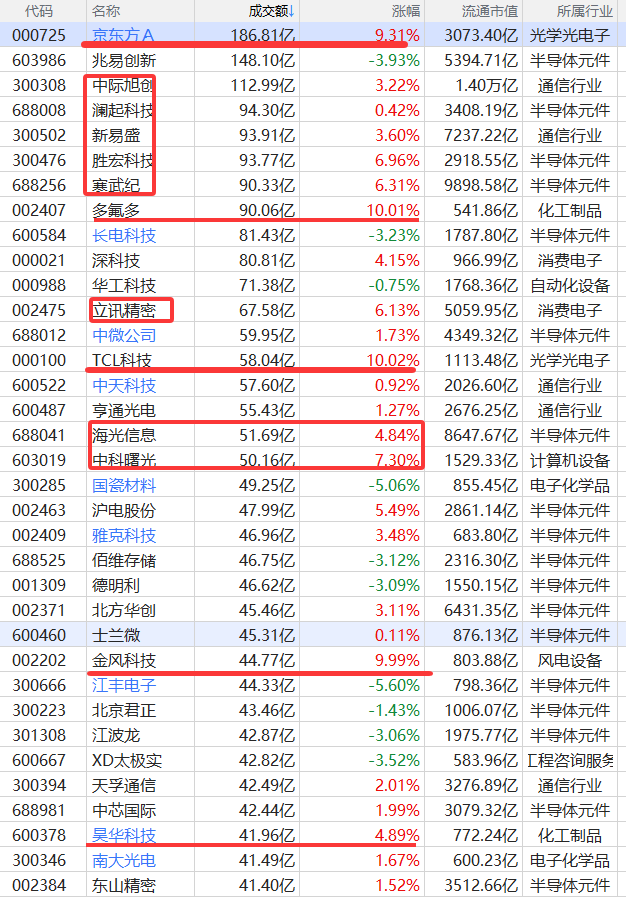 代码 名称 成交额↓ 涨幅 流通市值 所属行业
000725 京东方A 186.81亿 9.31% 3073.40亿 光学光电子
603986 兆易创新 148.10亿 -3.93% 5394.71亿 半导体元件
300308 中际旭创 112.99亿 3.22% 1.40万亿 通信行业
688008 澜起科技 94.30亿 0.42% 3408.19亿 半导体元件
300502 新易盛 93.91亿 3.60% 7237.22亿 通信行业
300476 胜宏科技 93.77亿 6.96% 2918.55亿 半导体元件
688256 寒武纪 90.33亿 6.31% 9898.58亿 半导体元件
002407 多氟多 90.06亿 10.01% 541.86亿 化工制品
600584 长电科技 81.43亿 -3.23% 1787.80亿 半导体元件
000021 深科技 80.81亿 4.15% 966.99亿 消费电子
000988 华工科技 71.38亿 -0.75% 1768.36亿 自动化设备
002475 立讯精密 67.58亿 6.13% 5059.95亿 消费电子
688012 中微公司 59.95亿 1.73% 4349.32亿 半导体元件
000100 TCL科技 58.04亿 10.02% 1113.48亿 光学光电子
600522 中天科技 57.60亿 0.92% 2026.60亿 通信行业
600487 亨通光电 55.43亿 1.27% 2676.25亿 通信行业
688041 海光信息 51.69亿 4.84% 8647.67亿 半导体元件
603019 中科曙光 50.16亿 7.30% 1529.33亿 计算机设备
300285 国瓷材料 49.25亿 -5.06% 855.45亿 电子化学品
002463 沪电股份 47.99亿 5.49% 2861.14亿 半导体元件
002409 雅克科技 46.96亿 3.48% 683.80亿 半导体元件
688525 佰维存储 46.75亿 -3.12% 2316.30亿 半导体元件
001309 德明利 46.62亿 -3.09% 1550.15亿 半导体元件
002371 北方华创 45.46亿 3.11% 6431.35亿 半导体元件
600460 士兰微 45.31亿 0.11% 876.13亿 半导体元件
002202 金风科技 44.77亿 9.99% 803.88亿 风电设备
300666 江丰电子 44.33亿 -5.60% 798.36亿 半导体元件
300223 北京君正 43.46亿 -1.43% 1006.07亿 半导体元件
301308 江波龙 42.87亿 -3.06% 1975.77亿 半导体元件
600667 XD太极实 42.82亿 -3.52% 583.96亿 工程咨询服务
300394 天孚通信 42.49亿 2.01% 3276.89亿 通信行业
688981 中芯国际 42.44亿 1.99% 3079.32亿 半导体元件
600378 昊华科技 41.96亿 4.89% 772.24亿 化工制品
300346 南大光电 41.49亿 1.67% 600.23亿 电子化学品
002384 东山精密 41.40亿 1.52% 3512.66亿 半导体元件